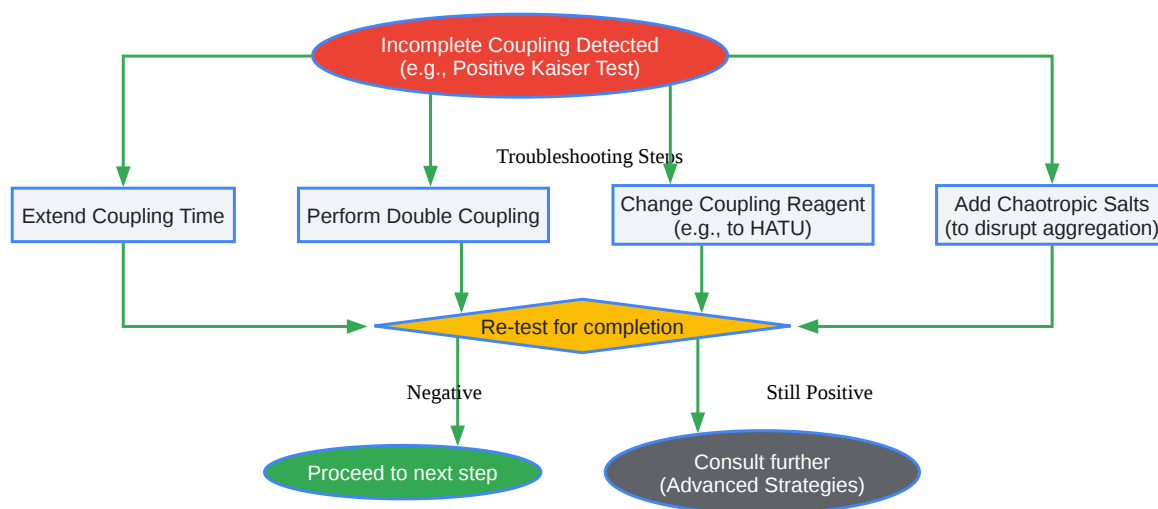 Incomplete Coupling Detected
(e.g., Positive Kaiser Test)
Troubleshooting Steps
Extend Coupling Time
Perform Double Coupling
Change Coupling Reagent
(e.g., to HATU)
Add Chaotropic Salts
(to disrupt aggregation)
Re-test for completion
Negative
Still Positive
Proceed to next step
Consult further
(Advanced Strategies)